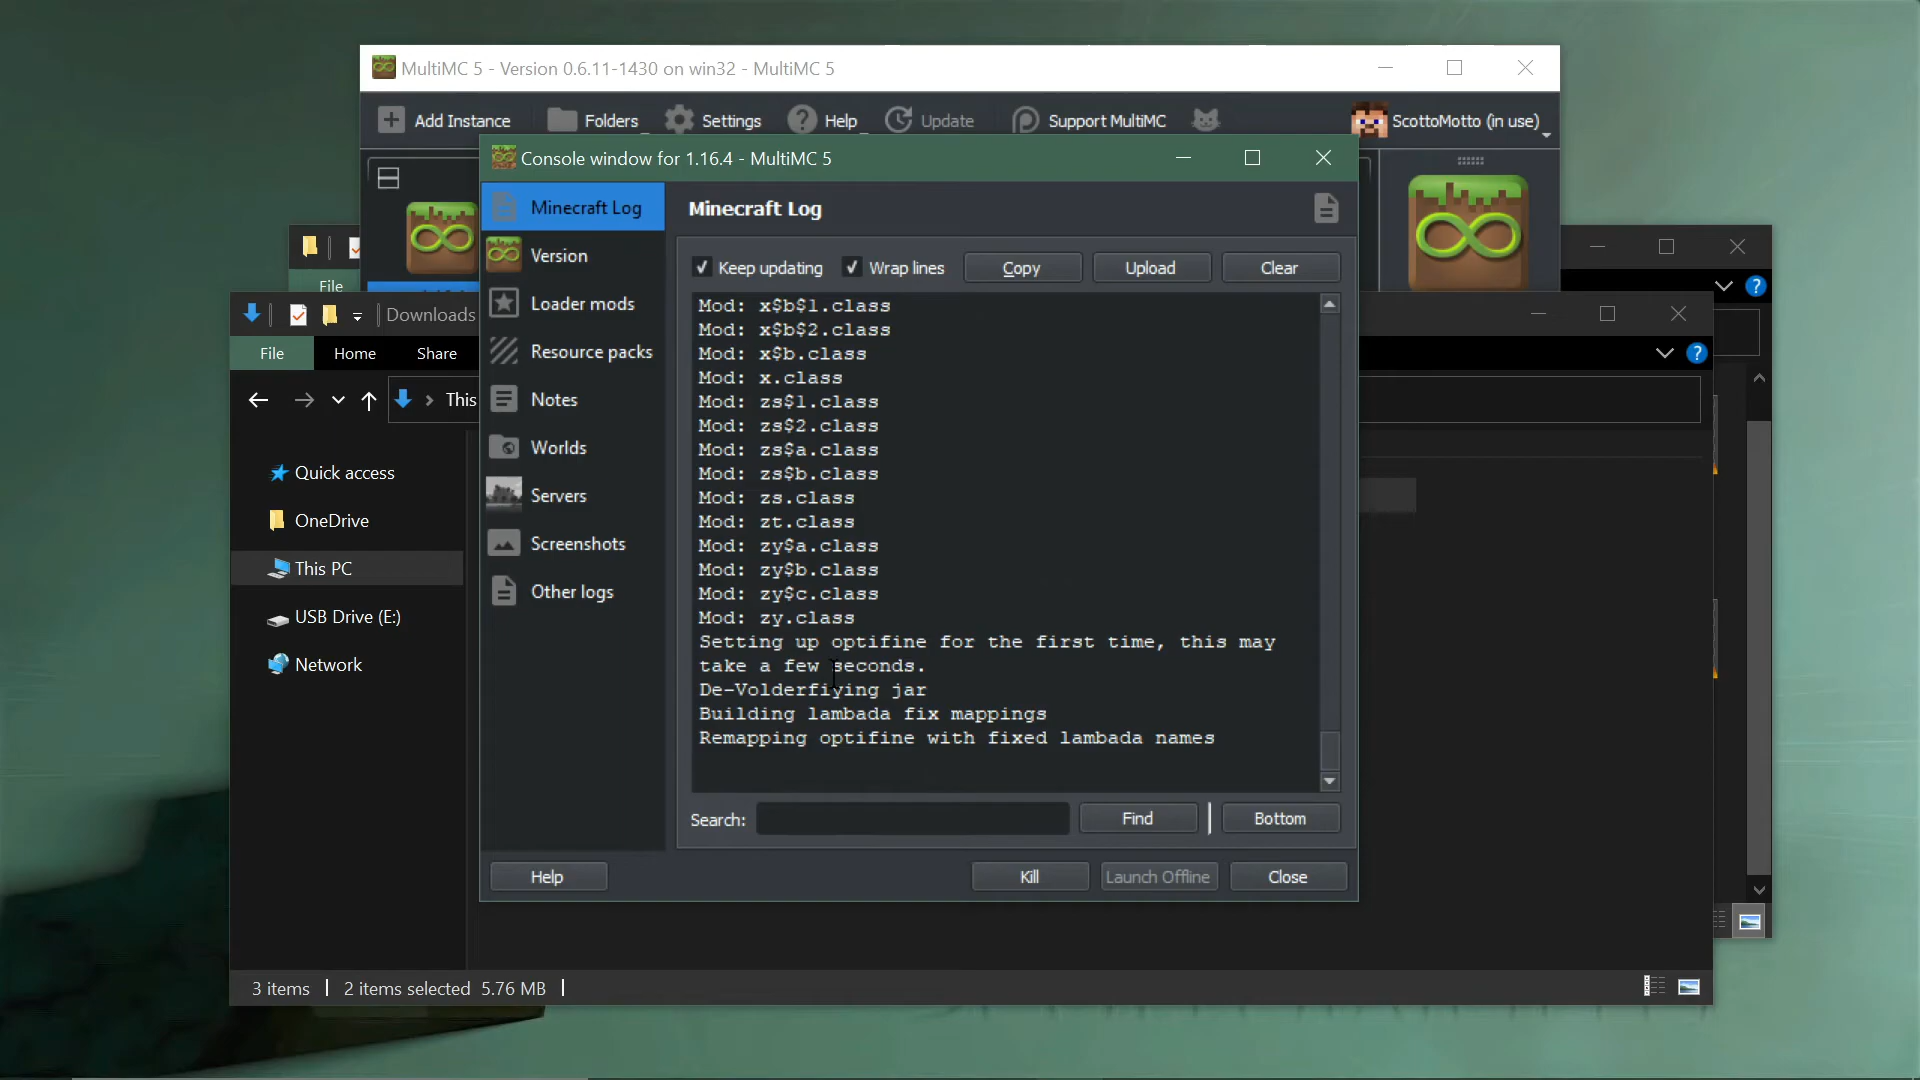 MultiMC 5 - Version 0.6.11-1430 on win32 - MultiMC 5
Add Instance
Folders
Settings
Help
Update
Support MultiMC
ScottoMotto (in use)
Console window for 1.16.4 - MultiMC 5
Minecraft Log
Version
Loader mods
Resource packs
Notes
Worlds
Servers
Screenshots
Other logs
Minecraft Log
Keep updating
Wrap lines
Copy
Upload
Clear
Mod: x$b$1.class
Mod: x$b$2.class
Mod: x$b.class
Mod: x.class
Mod: zs$1.class
Mod: zs$2.class
Mod: zs$a.class
Mod: zs$b.class
Mod: zs.class
Mod: zt.class
Mod: zy$a.class
Mod: zy$b.class
Mod: zy$c.class
Mod: zy.class
Setting up optifine for the first time, this may
take a few seconds.
De-Volderfiying jar
Building lambada fix mappings
Remapping optifine with fixed lambada names
Search:
Find
Bottom
Help
Kill
Launch Offline
Close
File
Downloads
File
Home
Share
This
Quick access
OneDrive
This PC
USB Drive (E:)
Network
3 items
2 items selected 5.76 MB